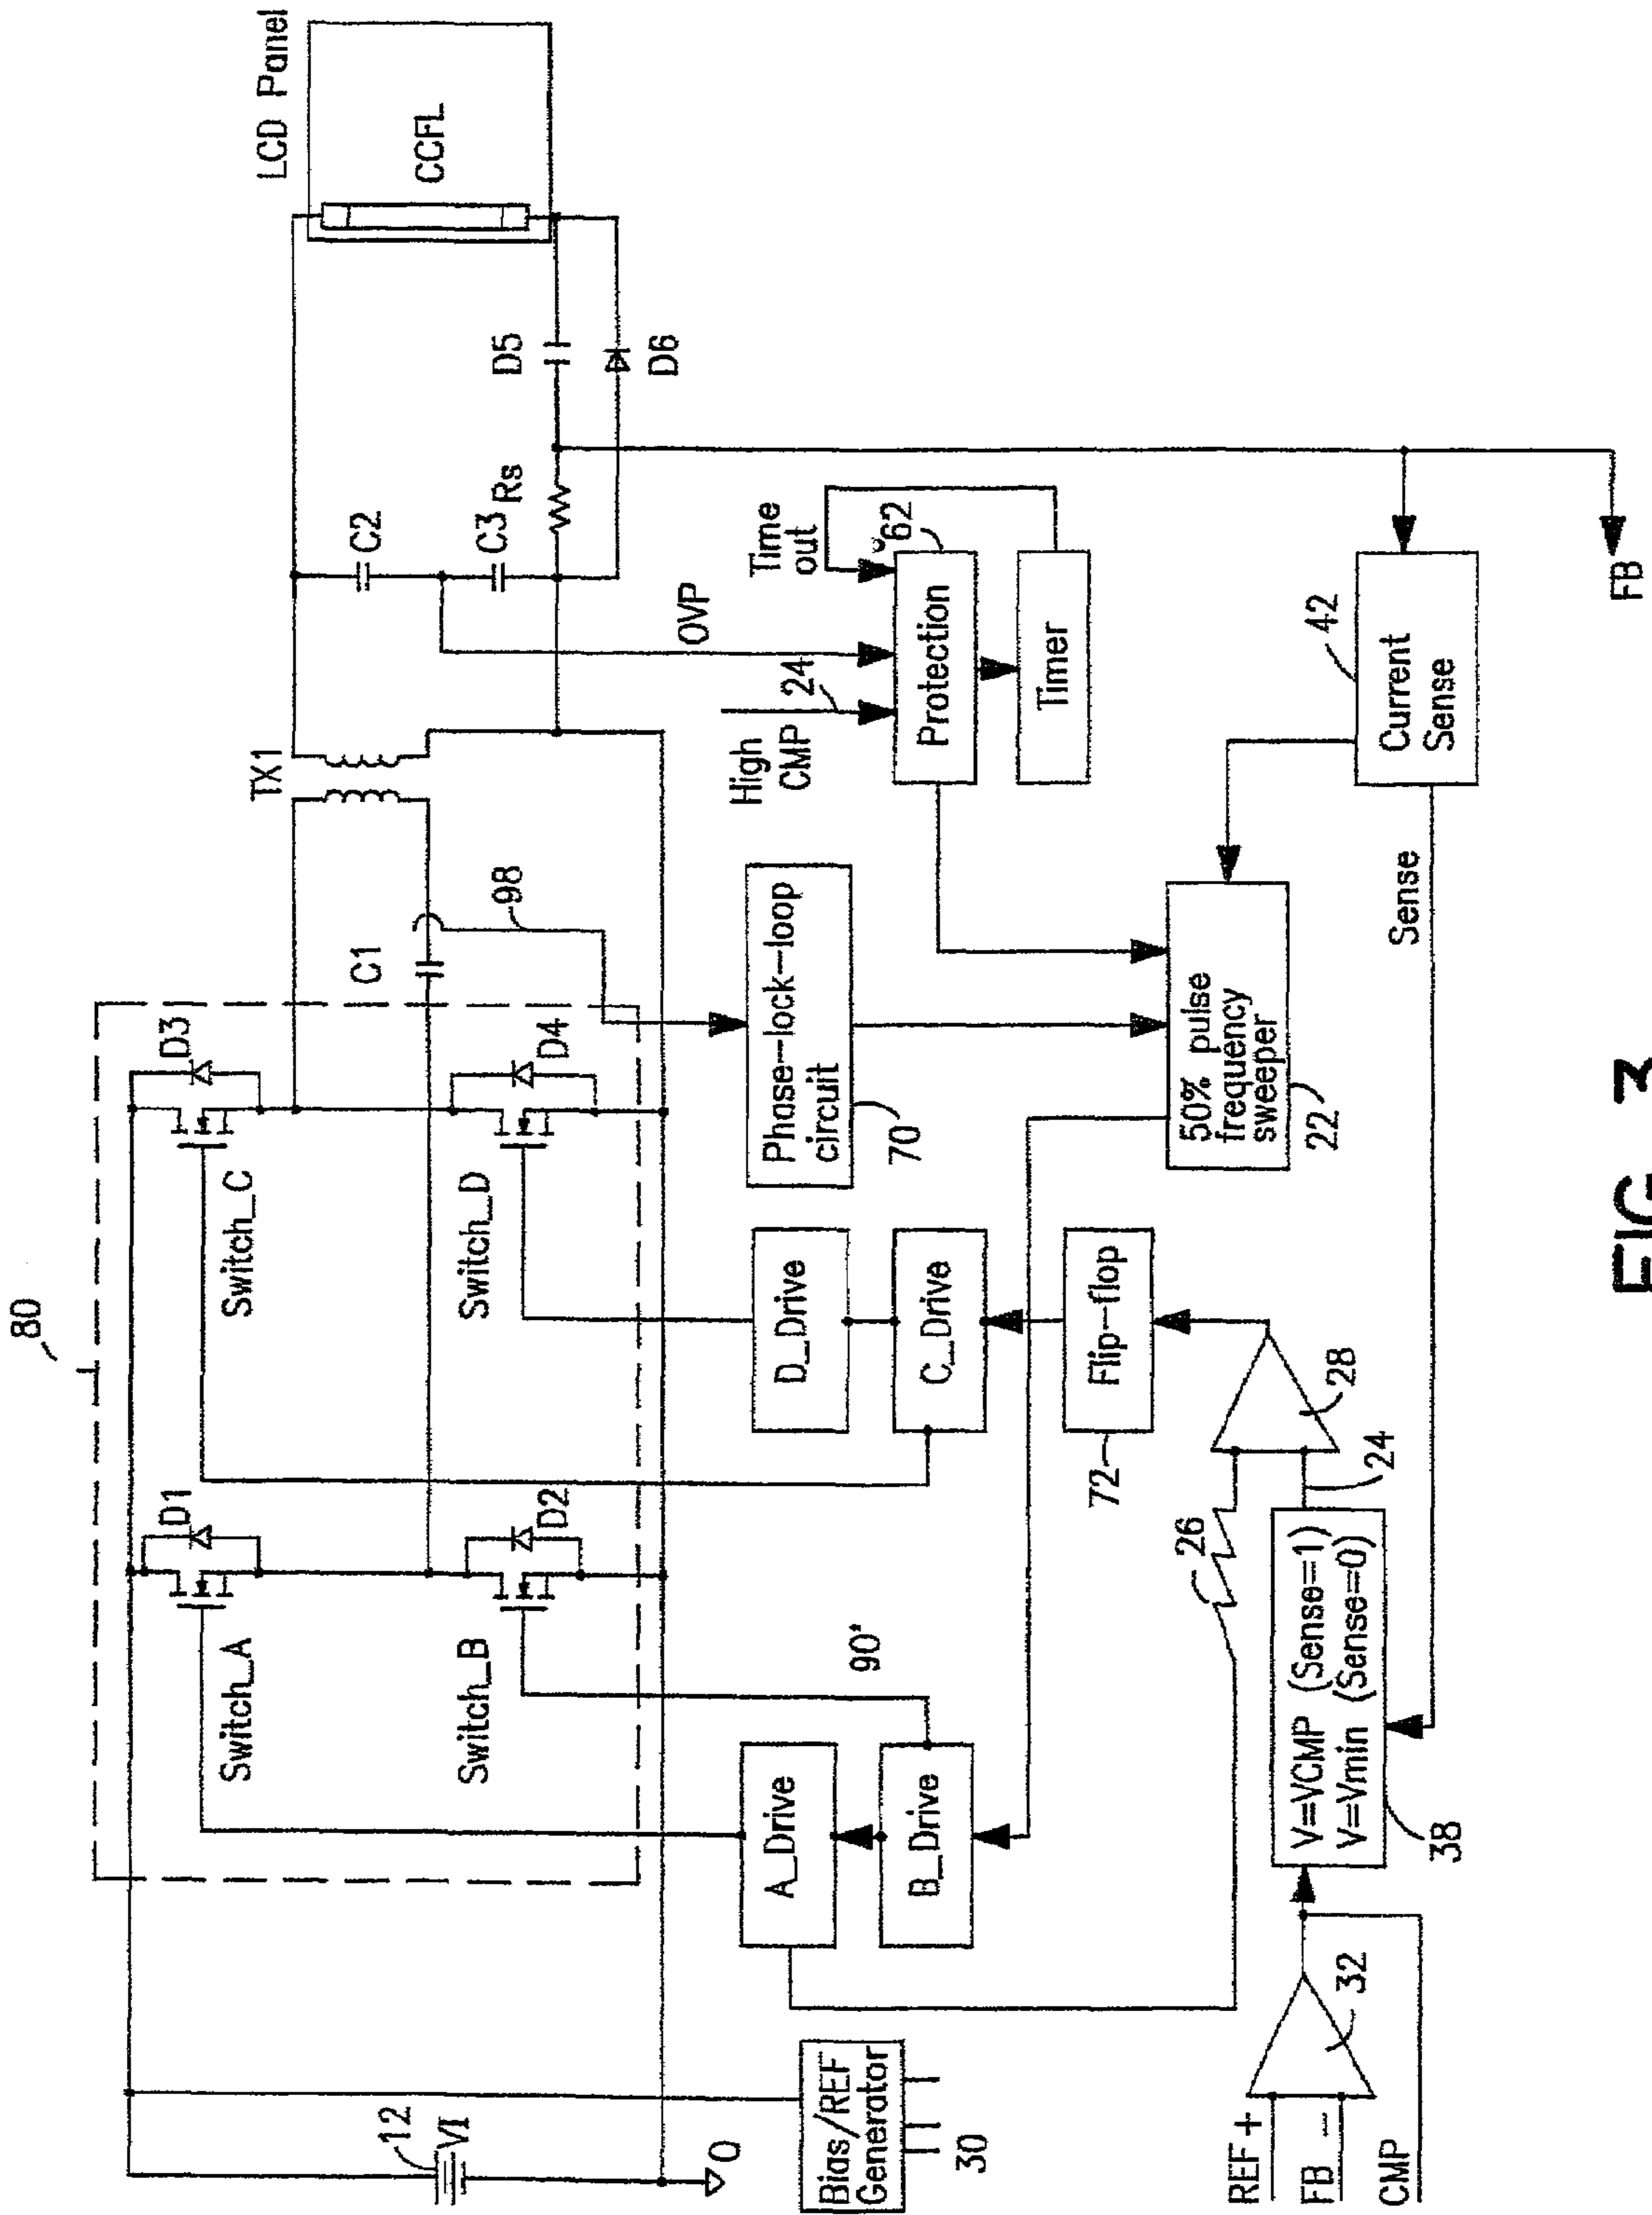 80
12
VI
0
Switch_A
D1
Switch_C
D3
Switch_B
D2
Switch_D
D4
C1
98
TX1
C2
C3
Rs
D5
D6
LCD Panel
CCFL
Bias/REF
Generator
30
A_Drive
B_Drive
90°
D_Drive
C_Drive
Flip-flop
72
Phase-lock-loop
circuit
70
High
CMP
24
OVP
Time
out
62
Protection
Timer
50% pulse
frequency
sweeper
22
Current
Sense
42
Sense
FB
26
28
24
REF +
FB -
CMP
32
V=VCMP (Sense=1)
V=Vmin (Sense=0)
38
FIG. 3